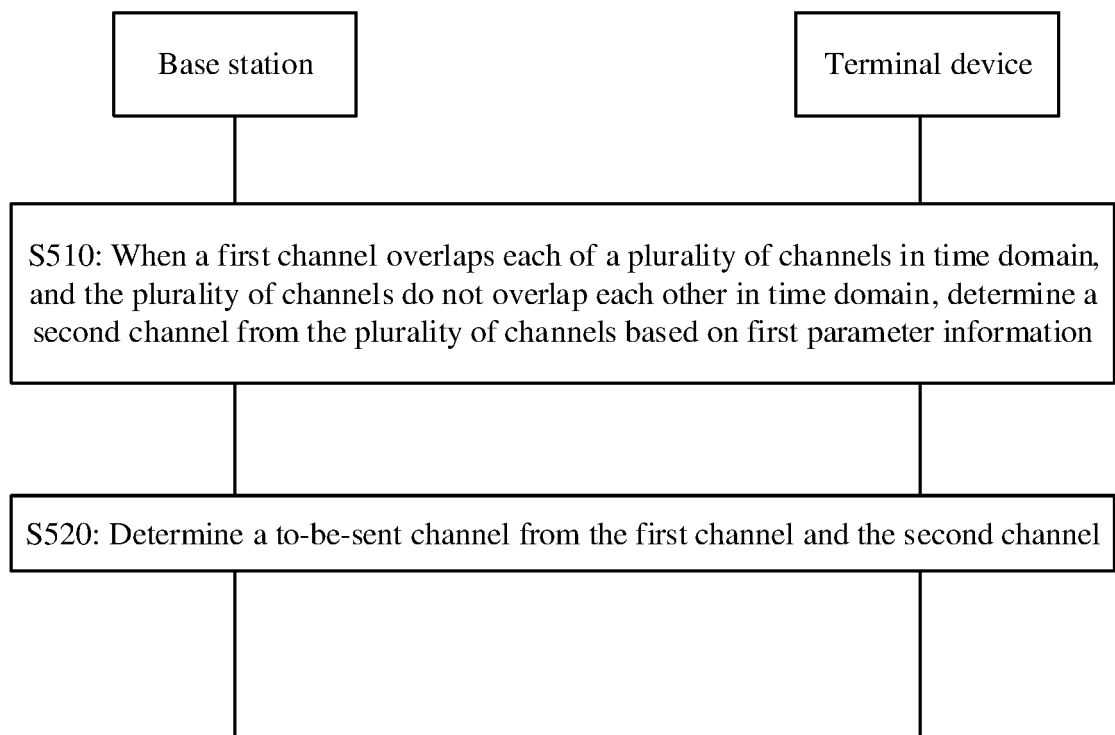 Base station
Terminal device
S510: When a first channel overlaps each of a plurality of channels in time domain,
and the plurality of channels do not overlap each other in time domain, determine a
second channel from the plurality of channels based on first parameter information
S520: Determine a to-be-sent channel from the first channel and the second channel